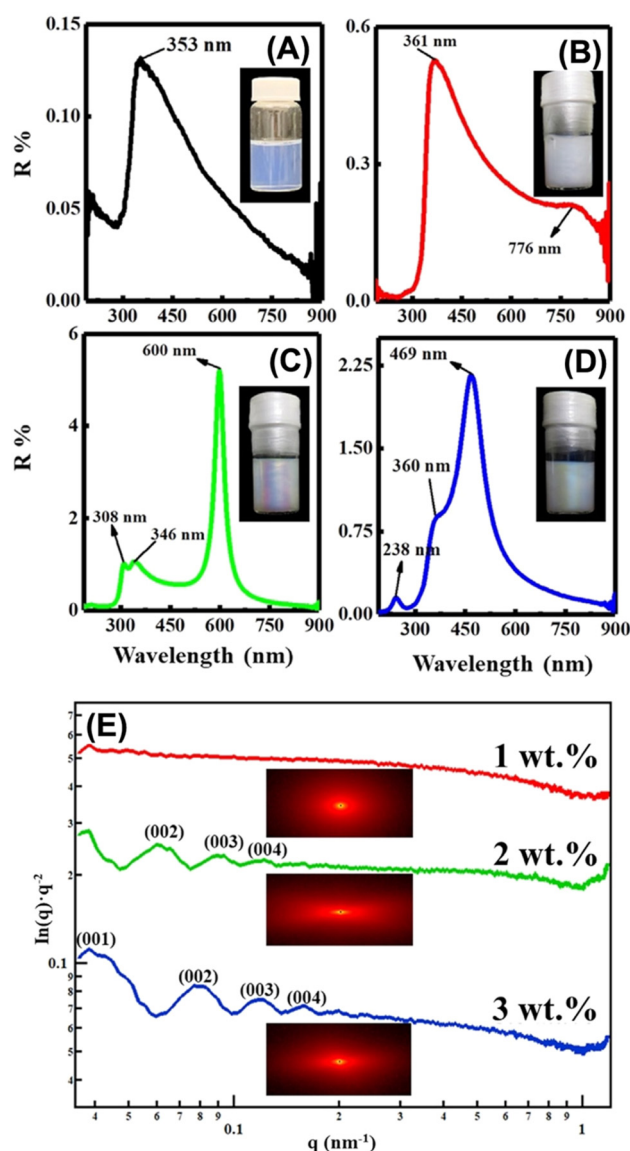 0.15
353 nm
(A)
0.10
R %
0.05
0.00
300 450 600 750 900
0.6
361 nm
(B)
0.3
776 nm
0.0
300 450 600 750 900
(C)
600 nm
6
4
R %
2
308 nm
346 nm
0
300 450 600 750 900
Wavelength (nm)
(D)
469 nm
2.25
1.50
360 nm
0.75
238 nm
0.00
300 450 600 750 900
Wavelength (nm)
(E)
7
6
5
4
3
2
0.1
9
8
7
6
5
4
In(q)·q-2
1 wt.%
(002)
(003)
(004)
2 wt.%
(001)
(002)
(003)
(004)
3 wt.%
4 5 6 7 8 9 0.1 2 3 4 5 6 7 8 9 1
q (nm-1)